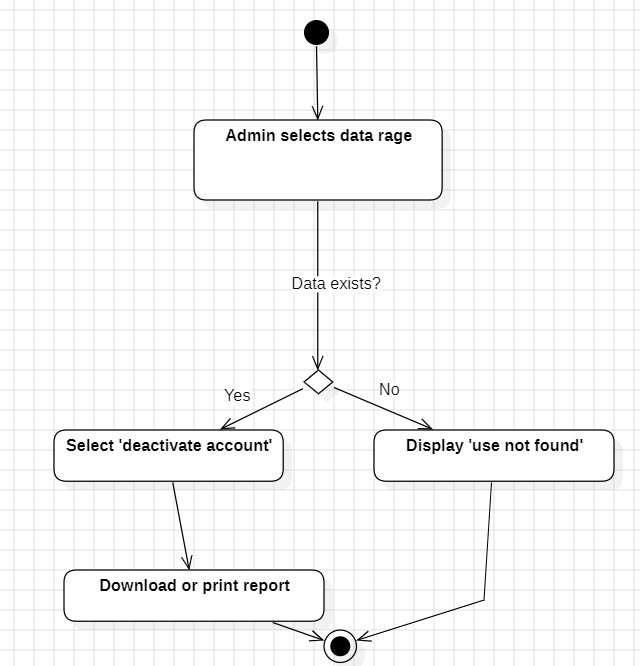 Admin selects data rage
Data exists?
Yes
No
Select 'deactivate account'
Display 'use not found'
Download or print report